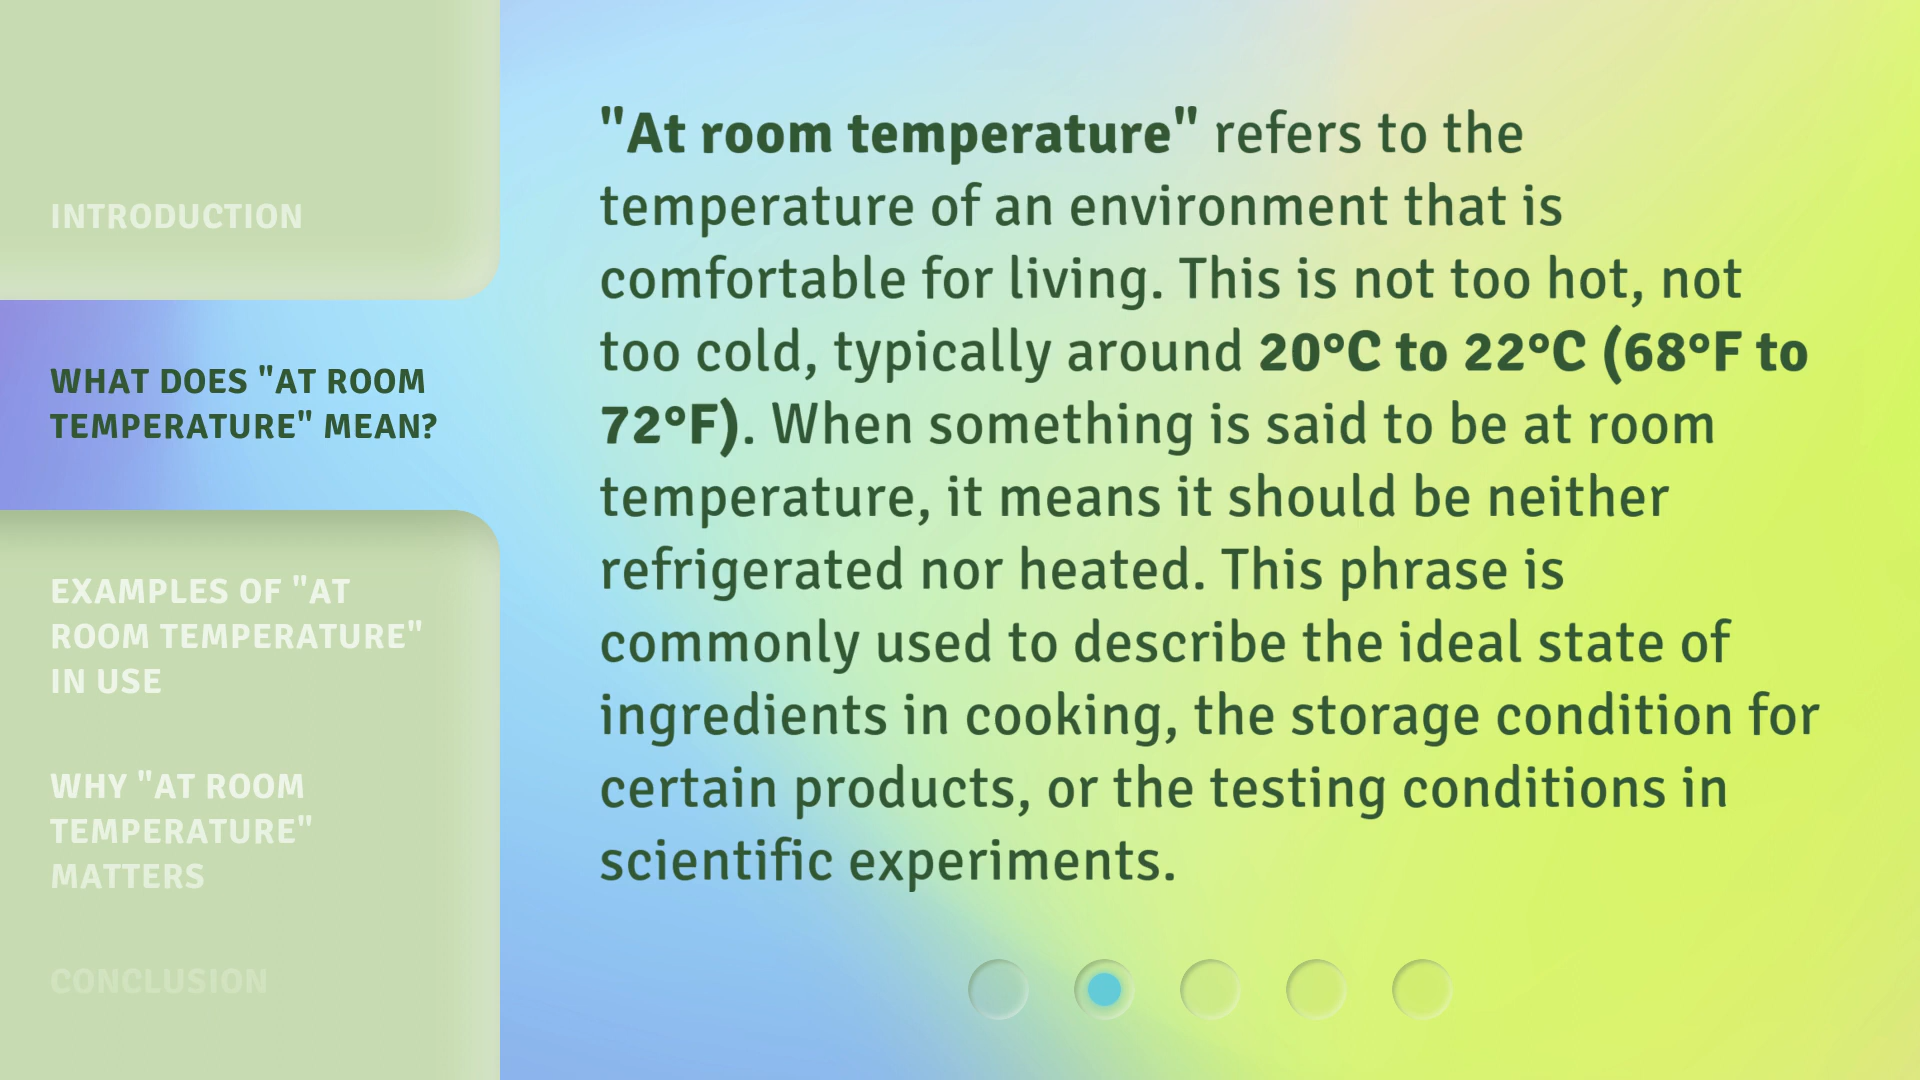 INTRODUCTION
WHAT DOES "AT ROOM
TEMPERATURE" MEAN?
EXAMPLES OF "AT
ROOM TEMPERATURE"
IN USE
WHY "AT ROOM
TEMPERATURE"
MATTERS
CONCLUSION
"At room temperature" refers to the
temperature of an environment that is
comfortable for living. This is not too hot, not
too cold, typically around 20°C to 22°C (68°F to
72°F). When something is said to be at room
temperature, it means it should be neither
refrigerated nor heated. This phrase is
commonly used to describe the ideal state of
ingredients in cooking, the storage condition for
certain products, or the testing conditions in
scientific experiments.